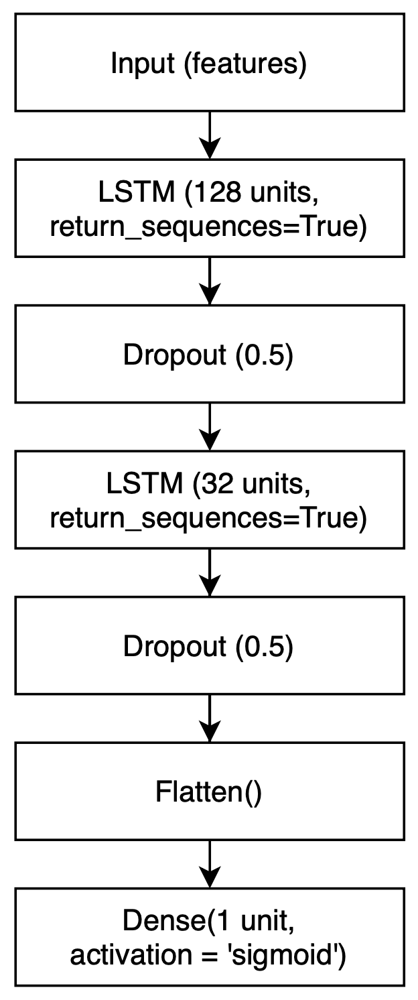 Input (features)
LSTM (128 units,
return_sequences=True)
Dropout (0.5)
LSTM (32 units,
return_sequences=True)
Dropout (0.5)
Flatten()
Dense(1 unit,
activation = 'sigmoid')